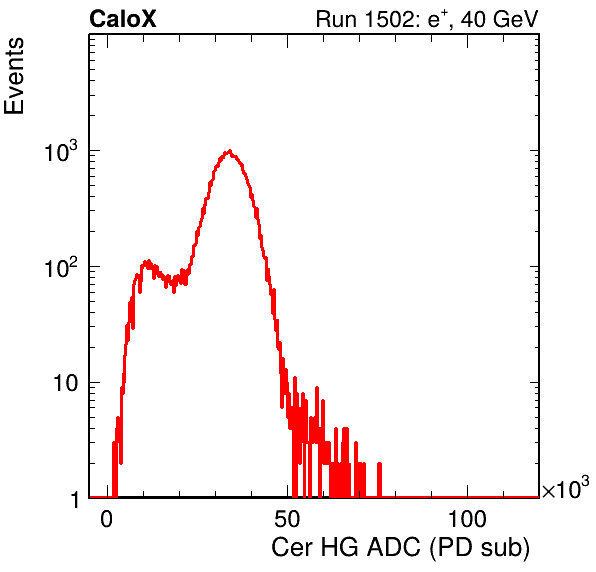 CaloX Run 1502: e⁺, 40 GeV
Events
10³
10²
10
1
0 50 100 ×10³
Cer HG ADC (PD sub)